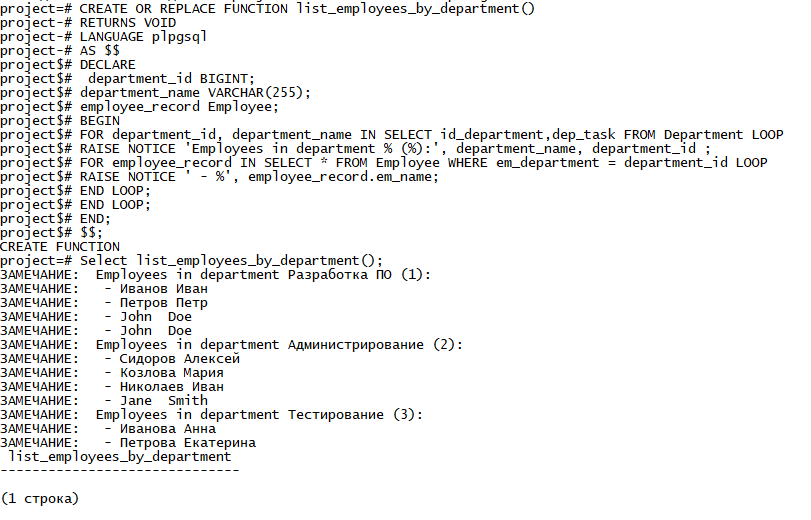 project=# CREATE OR REPLACE FUNCTION list_employees_by_department()
project-# RETURNS VOID
project-# LANGUAGE plpgsql
project-# AS $$
project$# DECLARE
project$#  department_id BIGINT;
project$# department_name VARCHAR(255);
project$# employee_record Employee;
project$# BEGIN
project$# FOR department_id, department_name IN SELECT id_department,dep_task FROM Department LOOP
project$# RAISE NOTICE 'Employees in department % (%):', department_name, department_id ;
project$# FOR employee_record IN SELECT * FROM Employee WHERE em_department = department_id LOOP
project$# RAISE NOTICE ' - %', employee_record.em_name;
project$# END LOOP;
project$# END LOOP;
project$# END;
project$# $$;
CREATE FUNCTION
project=# Select list_employees_by_department();
ЗАМЕЧАНИЕ:  Employees in department Разработка ПО (1):
ЗАМЕЧАНИЕ:   - Иванов Иван
ЗАМЕЧАНИЕ:   - Петров Петр
ЗАМЕЧАНИЕ:   - John  Doe
ЗАМЕЧАНИЕ:   - John  Doe
ЗАМЕЧАНИЕ:  Employees in department Администрирование (2):
ЗАМЕЧАНИЕ:   - Сидоров Алексей
ЗАМЕЧАНИЕ:   - Козлова Мария
ЗАМЕЧАНИЕ:   - Николаев Иван
ЗАМЕЧАНИЕ:   - Jane  Smith
ЗАМЕЧАНИЕ:  Employees in department Тестирование (3):
ЗАМЕЧАНИЕ:   - Иванова Анна
ЗАМЕЧАНИЕ:   - Петрова Екатерина
 list_employees_by_department
------------------------------

(1 строка)